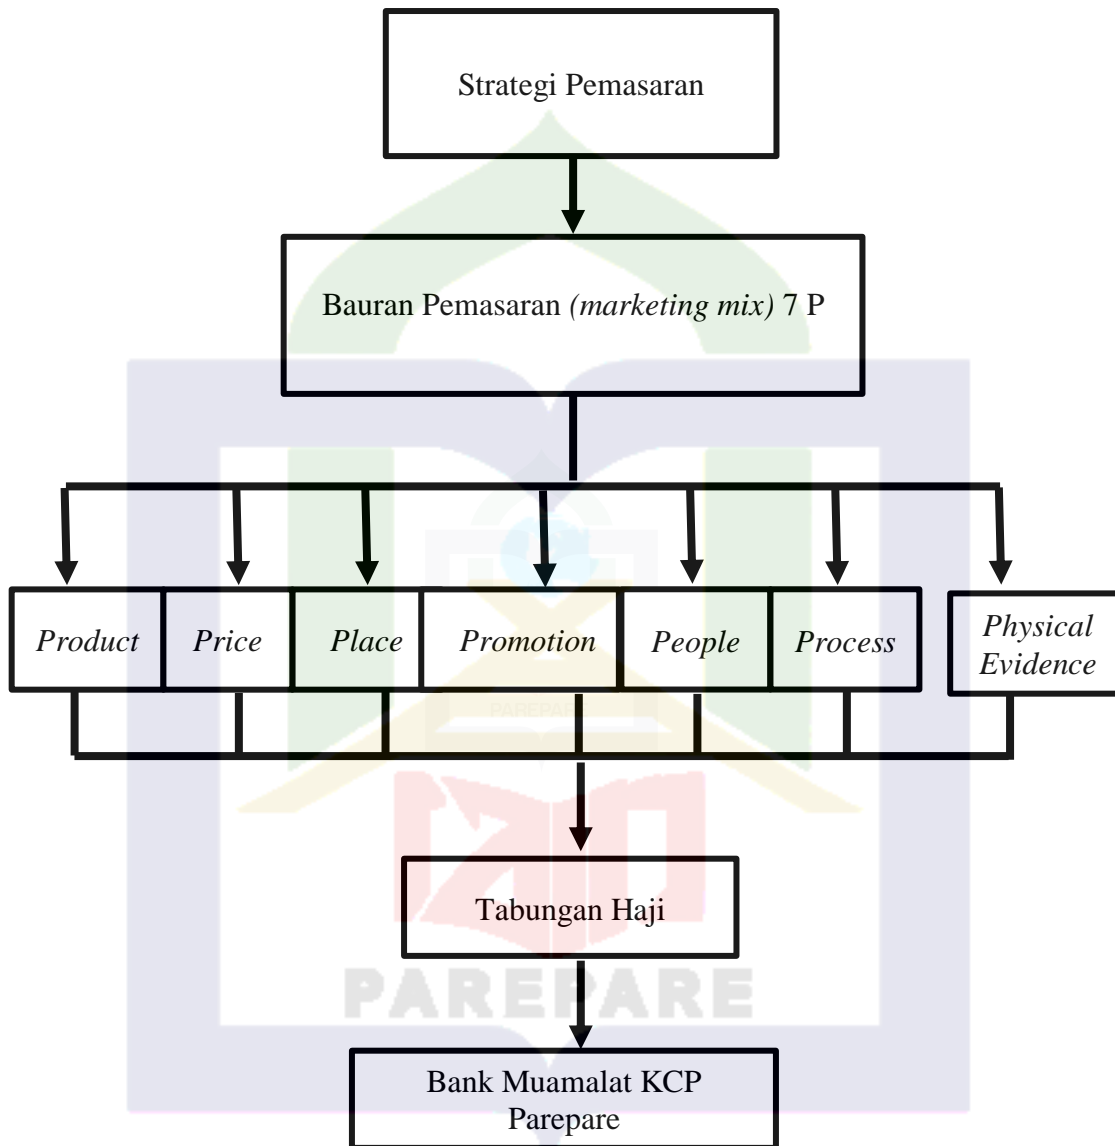 Strategi Pemasaran
Bauran Pemasaran (marketing mix) 7 P
Product
Price
Place
Promotion
People
Process
Physical
Evidence
PAREPARE
Tabungan Haji
PAREPARE
Bank Muamalat KCP
Parepare